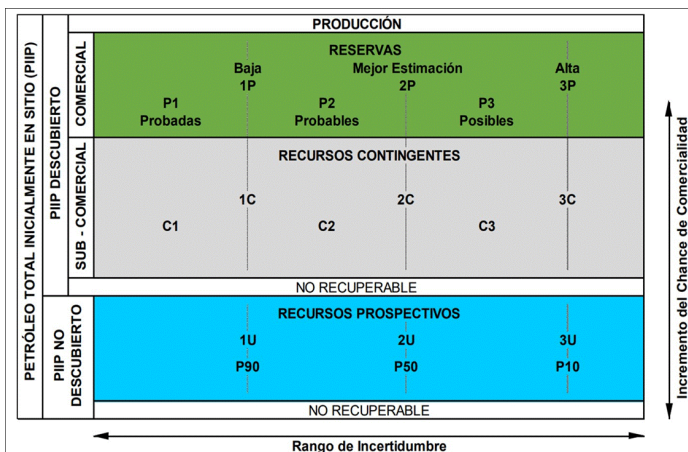 PETRÓLEO TOTAL INICIALMENTE EN SITIO (PIIP)
PIIP DESCUBIERTO
COMERCIAL
PRODUCCIÓN
RESERVAS
Baja Mejor Estimación Alta
1P 2P 3P
P1 P2 P3
Probadas Probables Posibles
SUB - COMERCIAL
RECURSOS CONTINGENTES
1C 2C 3C
C1 C2 C3
NO RECUPERABLE
PIIP NO
DESCUBIERTO
RECURSOS PROSPECTIVOS
1U 2U 3U
P90 P50 P10
NO RECUPERABLE
Rango de Incertidumbre
Incremento del Chance de Comercialidad